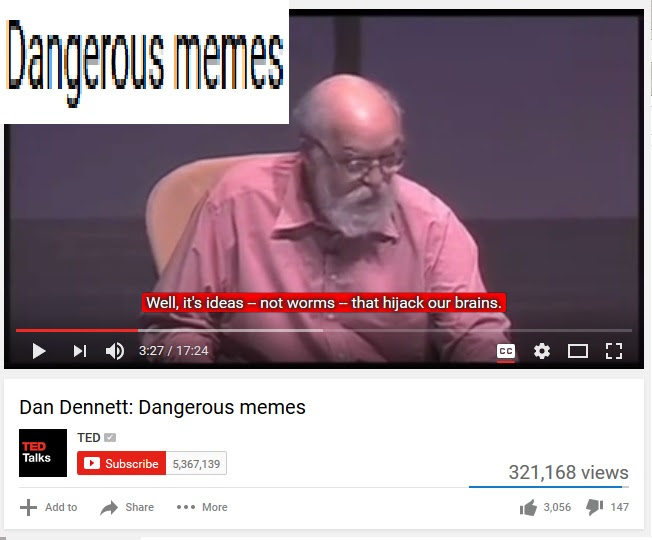 Dangerous memes
Well, it's ideas -- not worms -- that hijack our brains.
3:27 / 17:24
CC
Dan Dennett: Dangerous memes
TED
Talks
TED
Subscribe 5,367,139
321,168 views
Add to Share More 3,056 147